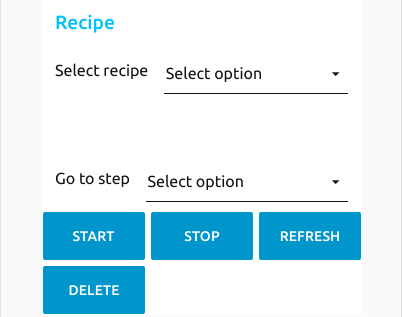 Recipe
Select recipe Select option
Go to step Select option
START STOP REFRESH
DELETE